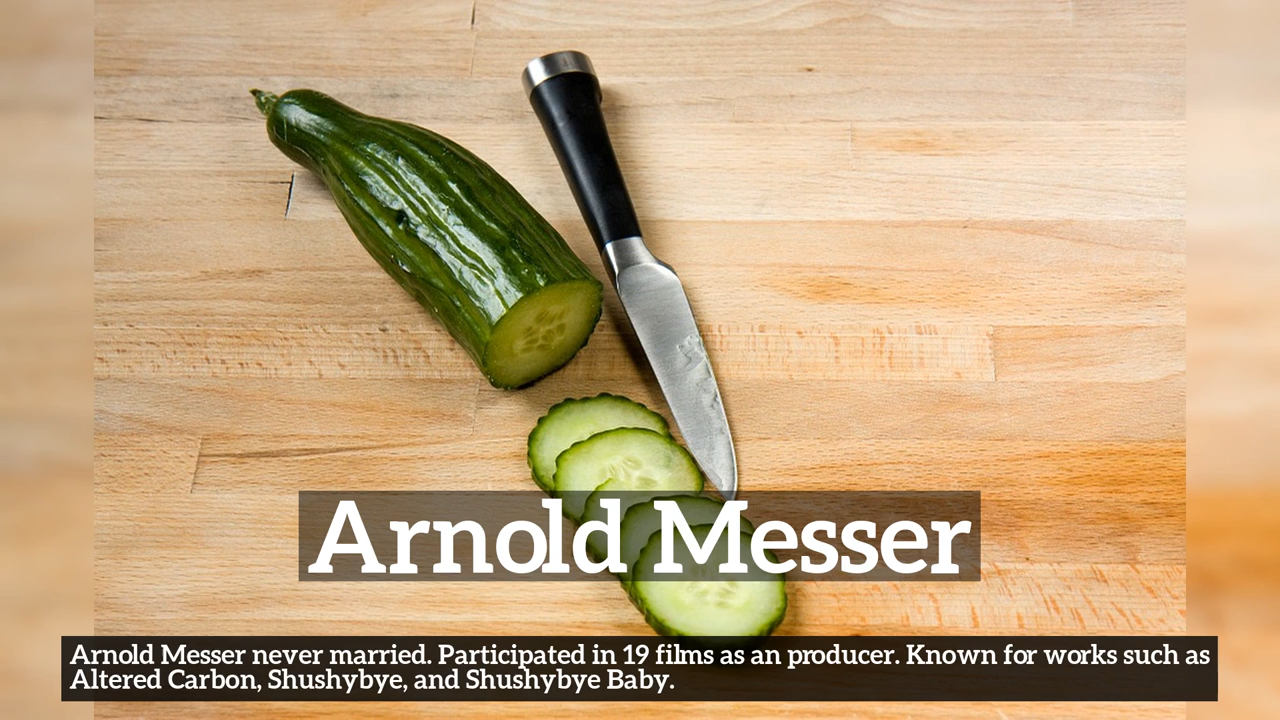 Arnold Messer
Arnold Messer never married. Participated in 19 films as an producer. Known for works such as
Altered Carbon, Shushybye, and Shushybye Baby.